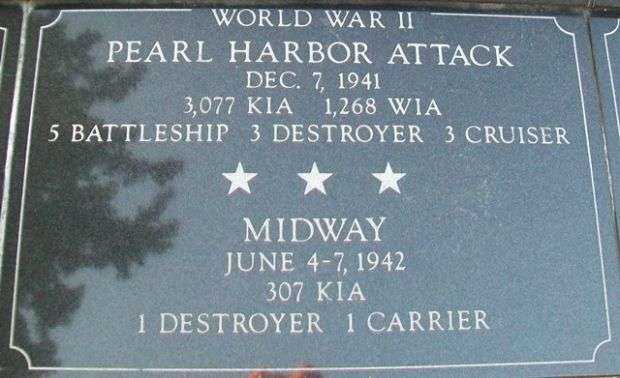 WORLD WAR II
PEARL HARBOR ATTACK
DEC. 7, 1941
3,077 KIA 1,268 WIA
5 BATTLESHIP 3 DESTROYER 3 CRUISER
MIDWAY
JUNE 4-7, 1942
307 KIA
1 DESTROYER 1 CARRIER